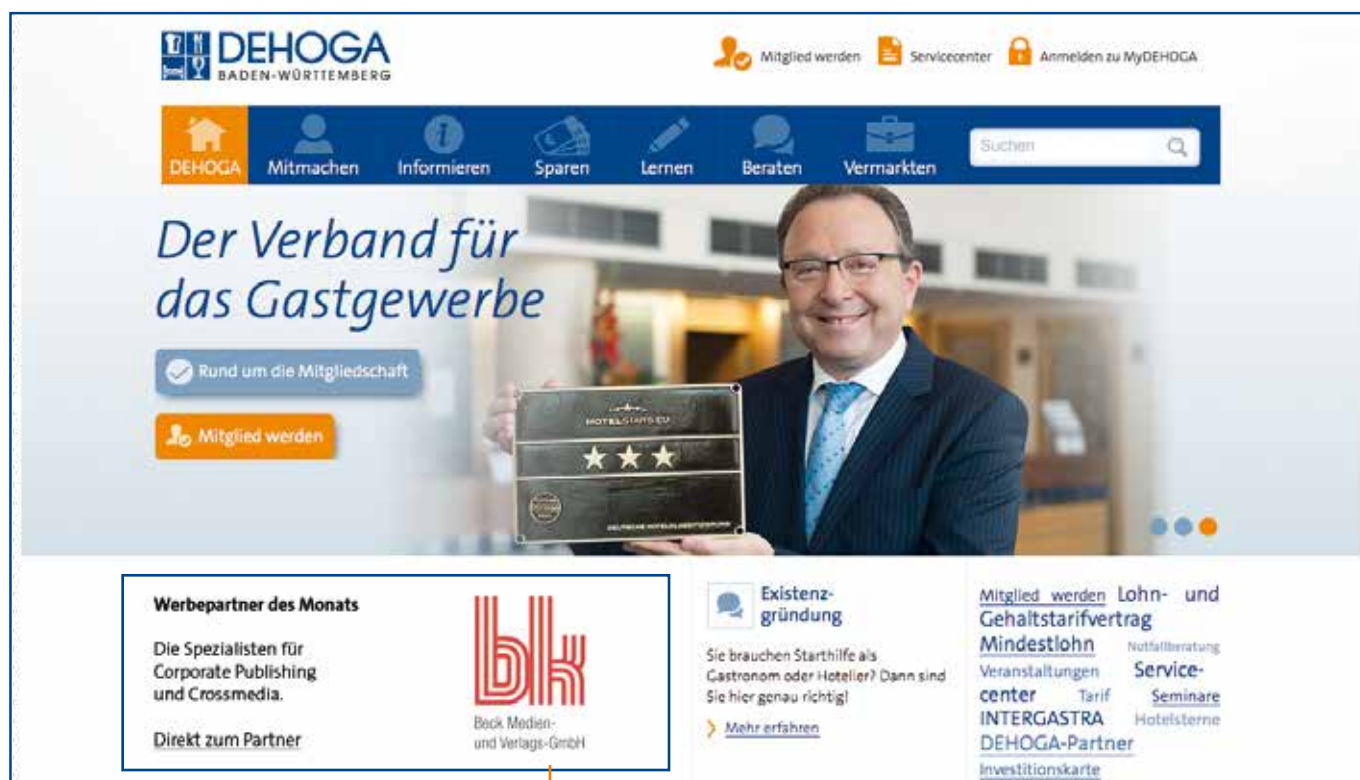 DEHOGA
BADEN-WÜRTTEMBERG
Mitglied werden
Servicecenter
Anmelden zu MyDEHOGA
DEHOGA
Mitmachen
Informieren
Sparen
Lernen
Beraten
Vermarkten
Suchen
Der Verband für
das Gastgewerbe
Rund um die Mitgliedschaft
Mitglied werden
HOTELSTARS.EU
DEUTSCHE HOTELKLASSIFIZIERUNG
Werbepartner des Monats
Die Spezialisten für
Corporate Publishing
und Crossmedia.
Direkt zum Partner
bk
Beck Medien-
und Verlags-GmbH
Existenz-
gründung
Sie brauchen Starthilfe als
Gastronom oder Hotelier? Dann sind
Sie hier genau richtig!
Mehr erfahren
Mitglied werden Lohn- und
Gehaltstarifvertrag
Mindestlohn Notfallberatung
Veranstaltungen Service-
center Tarif Seminare
INTERGASTRA Hotelsterne
DEHOGA-Partner
Investitionskarte